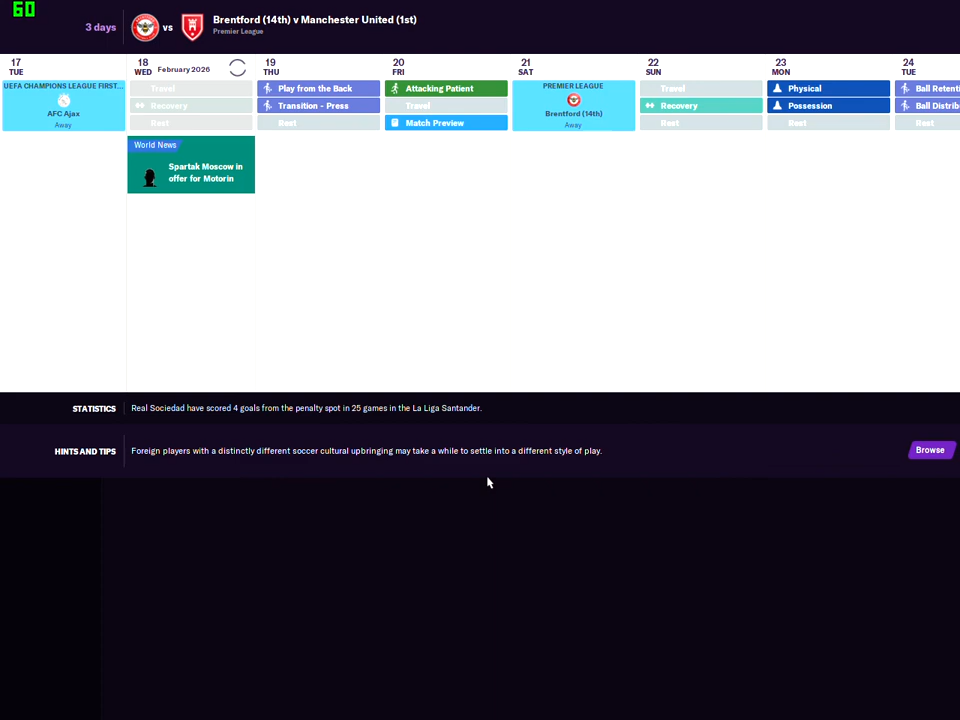 60
3 days
vs
Brentford (14th) v Manchester United (1st)
Premier League
17
TUE
18
WED February 2026
19
THU
20
FRI
21
SAT
22
SUN
23
MON
24
TUE
UEFA CHAMPIONS LEAGUE FIRST...
AFC Ajax
Away
Travel
Recovery
Rest
Play from the Back
Transition - Press
Rest
Attacking Patient
Travel
Match Preview
PREMIER LEAGUE
Brentford (14th)
Away
Travel
Recovery
Rest
Physical
Possession
Rest
Ball Retenti
Ball Distrib
Rest
World News
Spartak Moscow in
offer for Motorin
STATISTICS
Real Sociedad have scored 4 goals from the penalty spot in 25 games in the La Liga Santander.
HINTS AND TIPS
Foreign players with a distinctly different soccer cultural upbringing may take a while to settle into a different style of play.
Browse